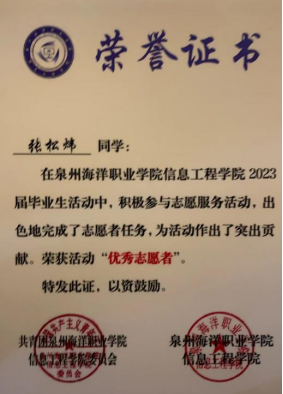 荣誉证书
张松炜 同学:
在泉州海洋职业学院信息工程学院2023
届毕业生活动中，积极参与志愿服务活动，出
色地完成了志愿者任务，为活动作出了突出贡
献。荣获活动“优秀志愿者”。
特发此证，以资鼓励。
共青团泉州海洋职业学院 泉州海洋职业学院
信息工程学院委员会 信息工程学院